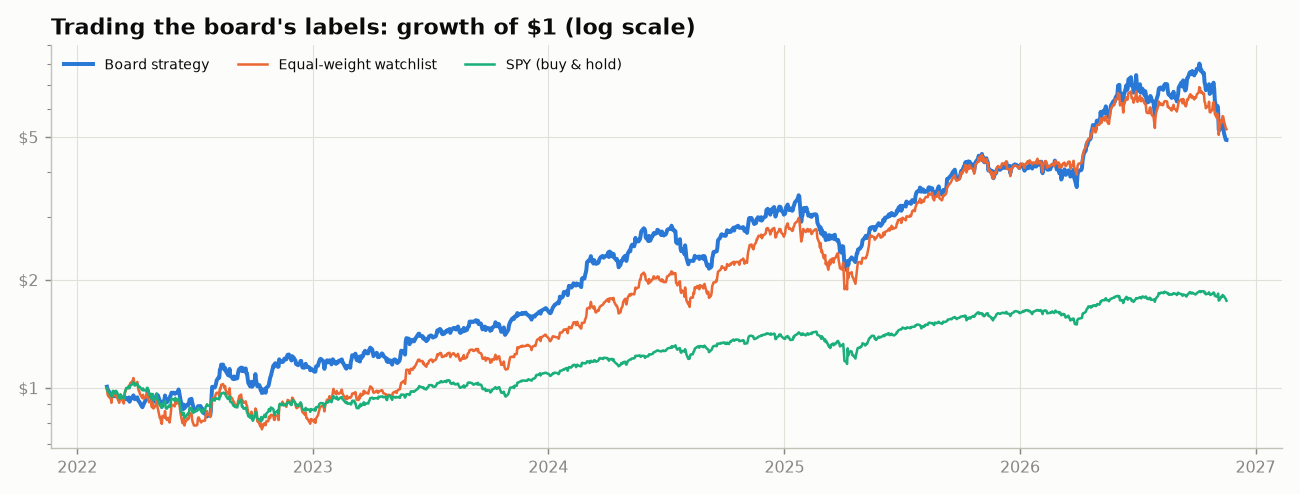 Trading the board's labels: growth of $1 (log scale)
Board strategy
Equal-weight watchlist
SPY (buy & hold)
$5
$2
$1
2022
2023
2024
2025
2026
2027